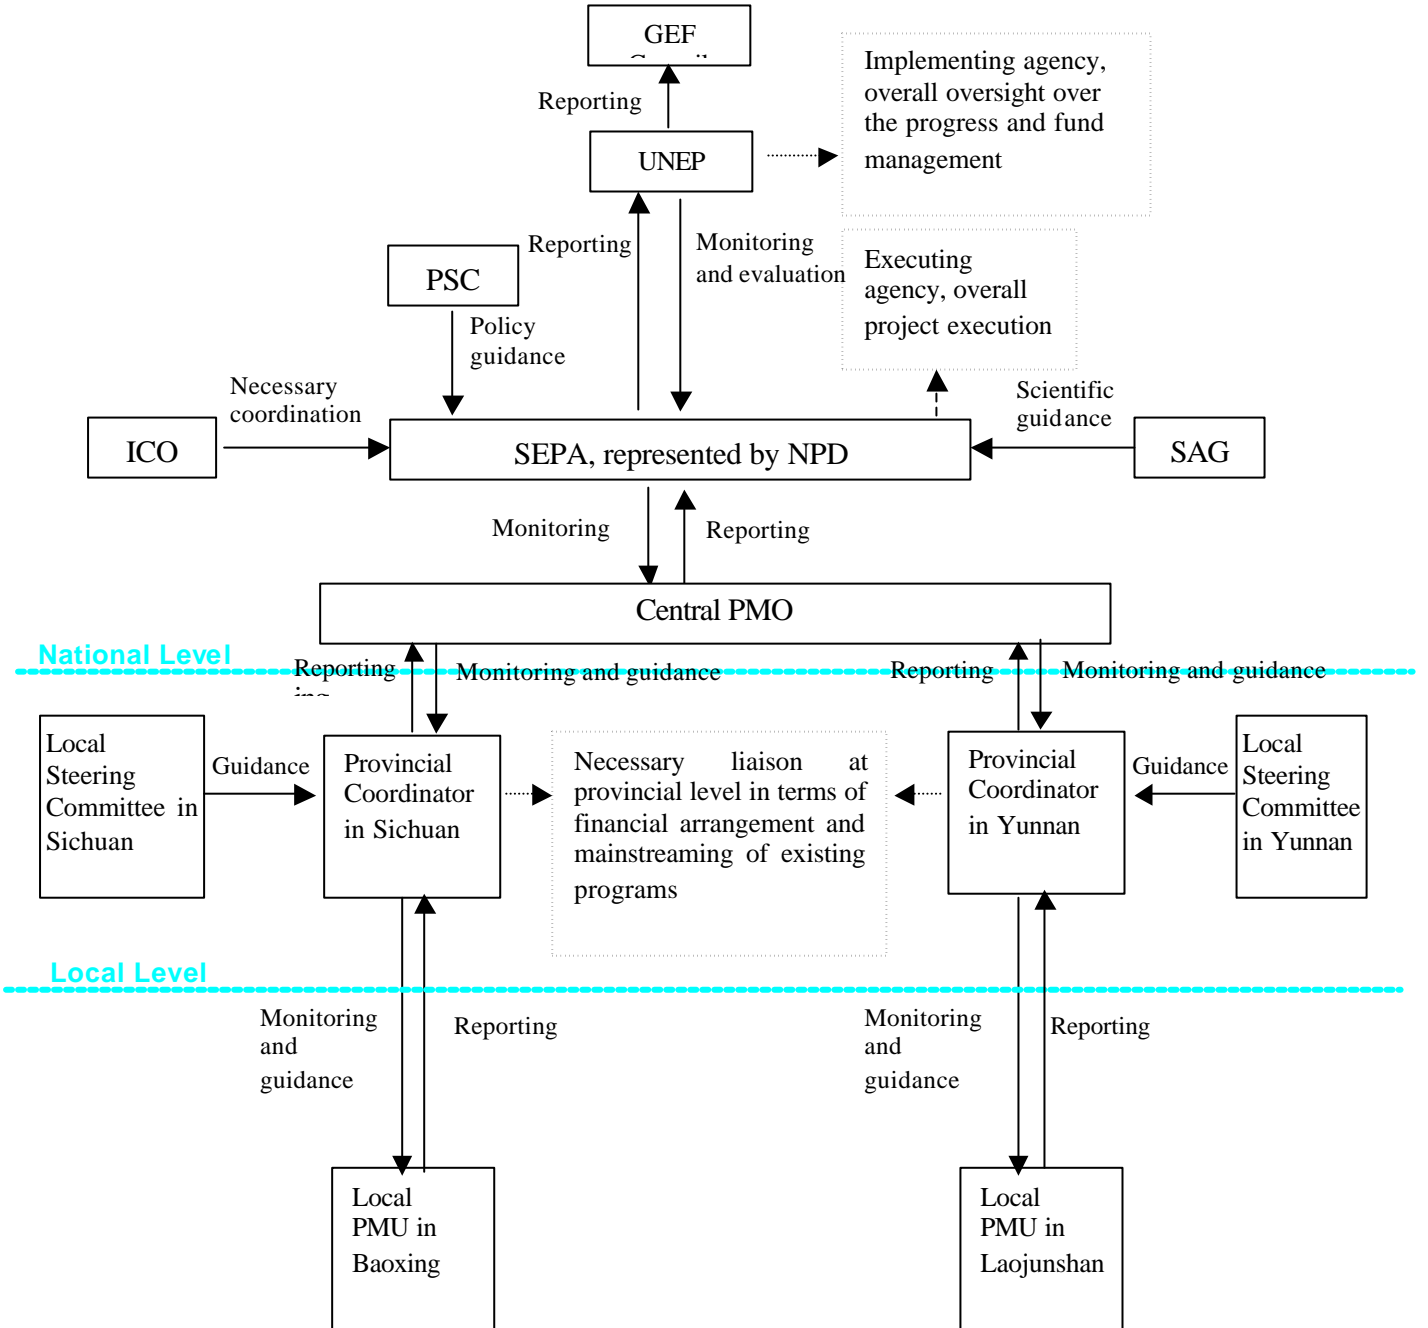 GEF
Reporting
UNEP
Implementing agency,
overall oversight over
the progress and fund
management
Reporting
Monitoring
and evaluation
PSC
Policy
guidance
Executing
agency, overall
project execution
Necessary
coordination
Scientific
guidance
ICO
SEPA, represented by NPD
SAG
Monitoring
Reporting
Central PMO
National Level
Reporting
Monitoring and guidance
Reporting
Monitoring and guidance
Local
Steering
Committee in
Sichuan
Guidance
Provincial
Coordinator
in Sichuan
Necessary liaison at
provincial level in terms of
financial arrangement and
mainstreaming of existing
programs
Provincial
Coordinator
in Yunnan
Guidance
Local
Steering
Committee
in Yunnan
Local Level
Monitoring
and
guidance
Reporting
Monitoring
and
guidance
Reporting
Local
PMU in
Baoxing
Local
PMU in
Laojunshan